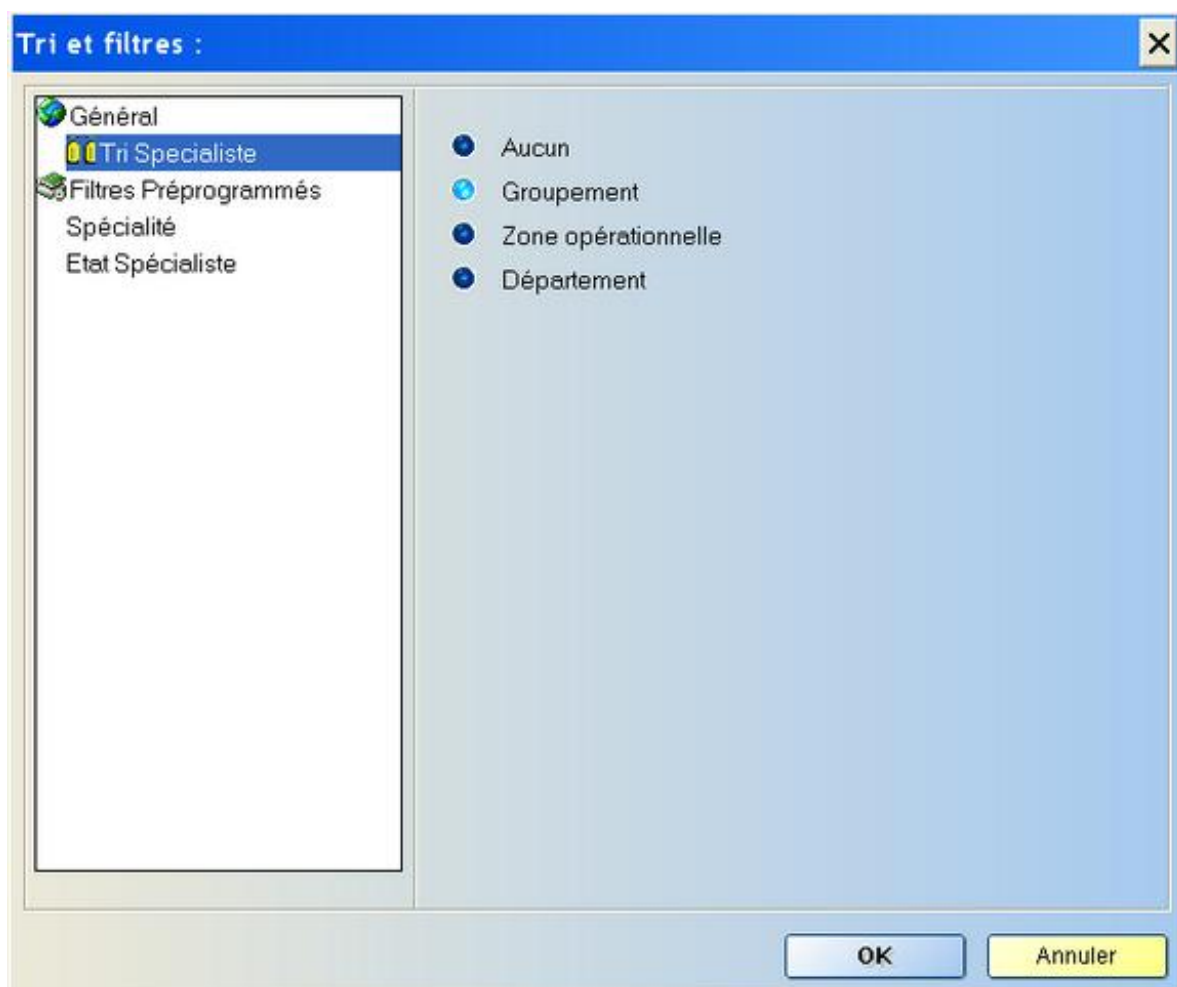 Tri et filtres :
Général
Tri Specialiste
Filtres Préprogrammés
Spécialité
Etat Spécialiste
Aucun
Groupement
Zone opérationnelle
Département
OK
Annuler